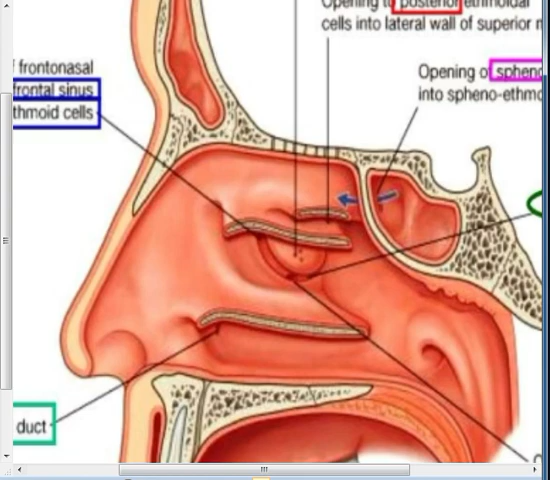 Opening to posterior ethmoidal
cells into lateral wall of superior m
f frontonasal
frontal sinus
thmoid cells
Opening of spheno
into spheno-ethmo
duct